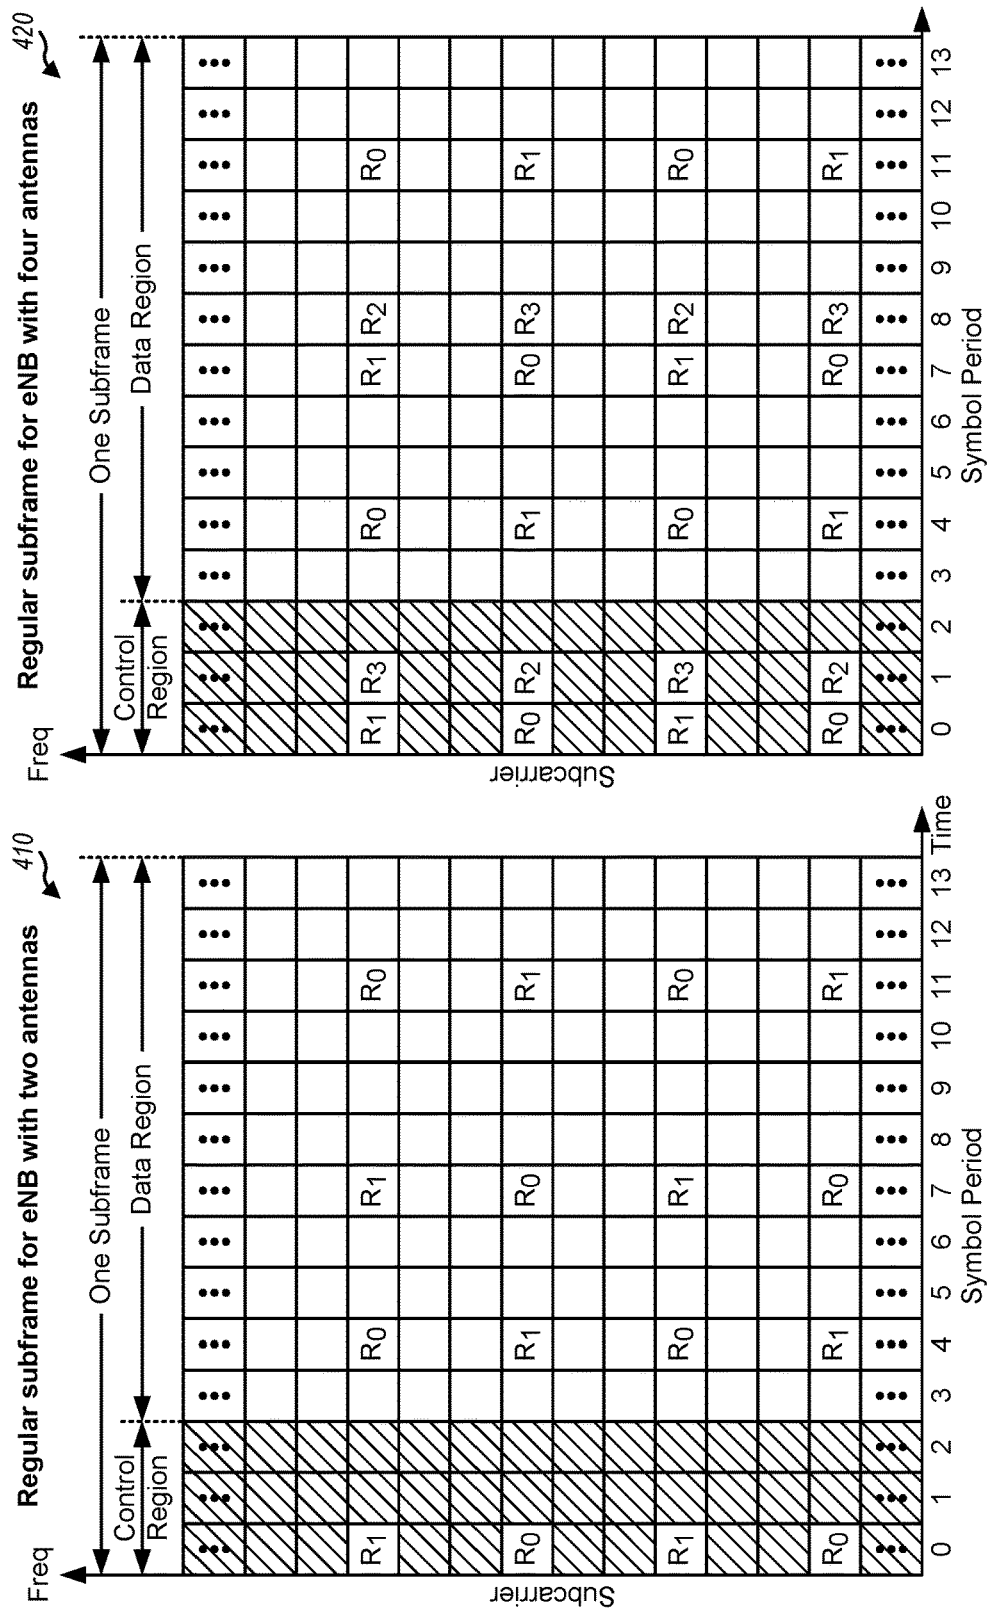 Regular subframe for eNB with two antennas
410
Freq
One Subframe
Control
Region
Data Region
Subcarrier
••• ••• ••• ••• ••• ••• ••• ••• ••• ••• ••• ••• ••• •••
R1 R0 R1 R0
R0 R1 R0 R1
R1 R0 R1 R0
R0 R1 R0 R1
••• ••• ••• ••• ••• ••• ••• ••• ••• ••• ••• ••• ••• •••
0 1 2 3 4 5 6 7 8 9 10 11 12 13
Time
Symbol Period
Regular subframe for eNB with four antennas
420
Freq
One Subframe
Control
Region
Data Region
Subcarrier
••• ••• ••• ••• ••• ••• ••• ••• ••• ••• ••• ••• ••• •••
R1 R3 R0 R1 R2 R0
R0 R2 R1 R0 R3 R1
R1 R3 R0 R1 R2 R0
R0 R2 R1 R0 R3 R1
••• ••• ••• ••• ••• ••• ••• ••• ••• ••• ••• ••• ••• •••
0 1 2 3 4 5 6 7 8 9 10 11 12 13
Symbol Period